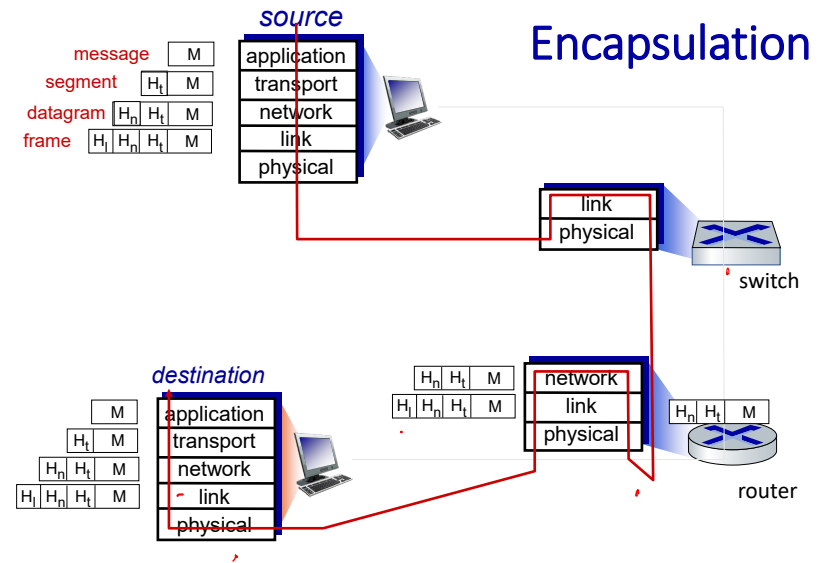 source
Encapsulation
message M
application
segment Ht M
transport
datagram Hn Ht M
network
frame Hl Hn Ht M
link
physical
link
physical
switch
destination
Hn Ht M
network
Hl Hn Ht M
link
physical
Hn Ht M
router
M
application
Ht M
transport
Hn Ht M
network
Hl Hn Ht M
link
physical